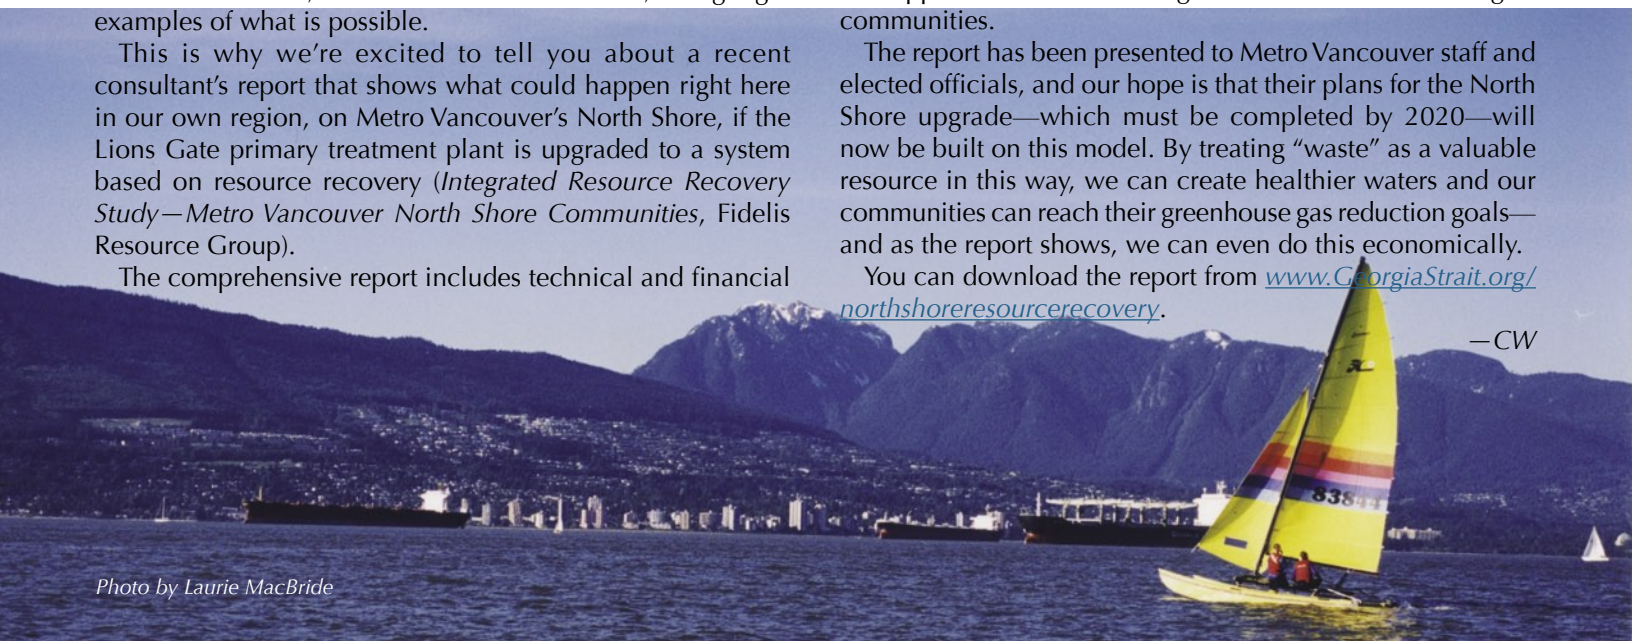 examples of what is possible.
This is why we’re excited to tell you about a recent
consultant’s report that shows what could happen right here
in our own region, on Metro Vancouver’s North Shore, if the
Lions Gate primary treatment plant is upgraded to a system
based on resource recovery (Integrated Resource Recovery
Study—Metro Vancouver North Shore Communities, Fidelis
Resource Group).
The comprehensive report includes technical and financial
communities.
The report has been presented to Metro Vancouver staff and
elected officials, and our hope is that their plans for the North
Shore upgrade—which must be completed by 2020—will
now be built on this model. By treating “waste” as a valuable
resource in this way, we can create healthier waters and our
communities can reach their greenhouse gas reduction goals—
and as the report shows, we can even do this economically.
You can download the report from www.GeorgiaStrait.org/
northshoreresourcerecovery.
—CW
Photo by Laurie MacBride